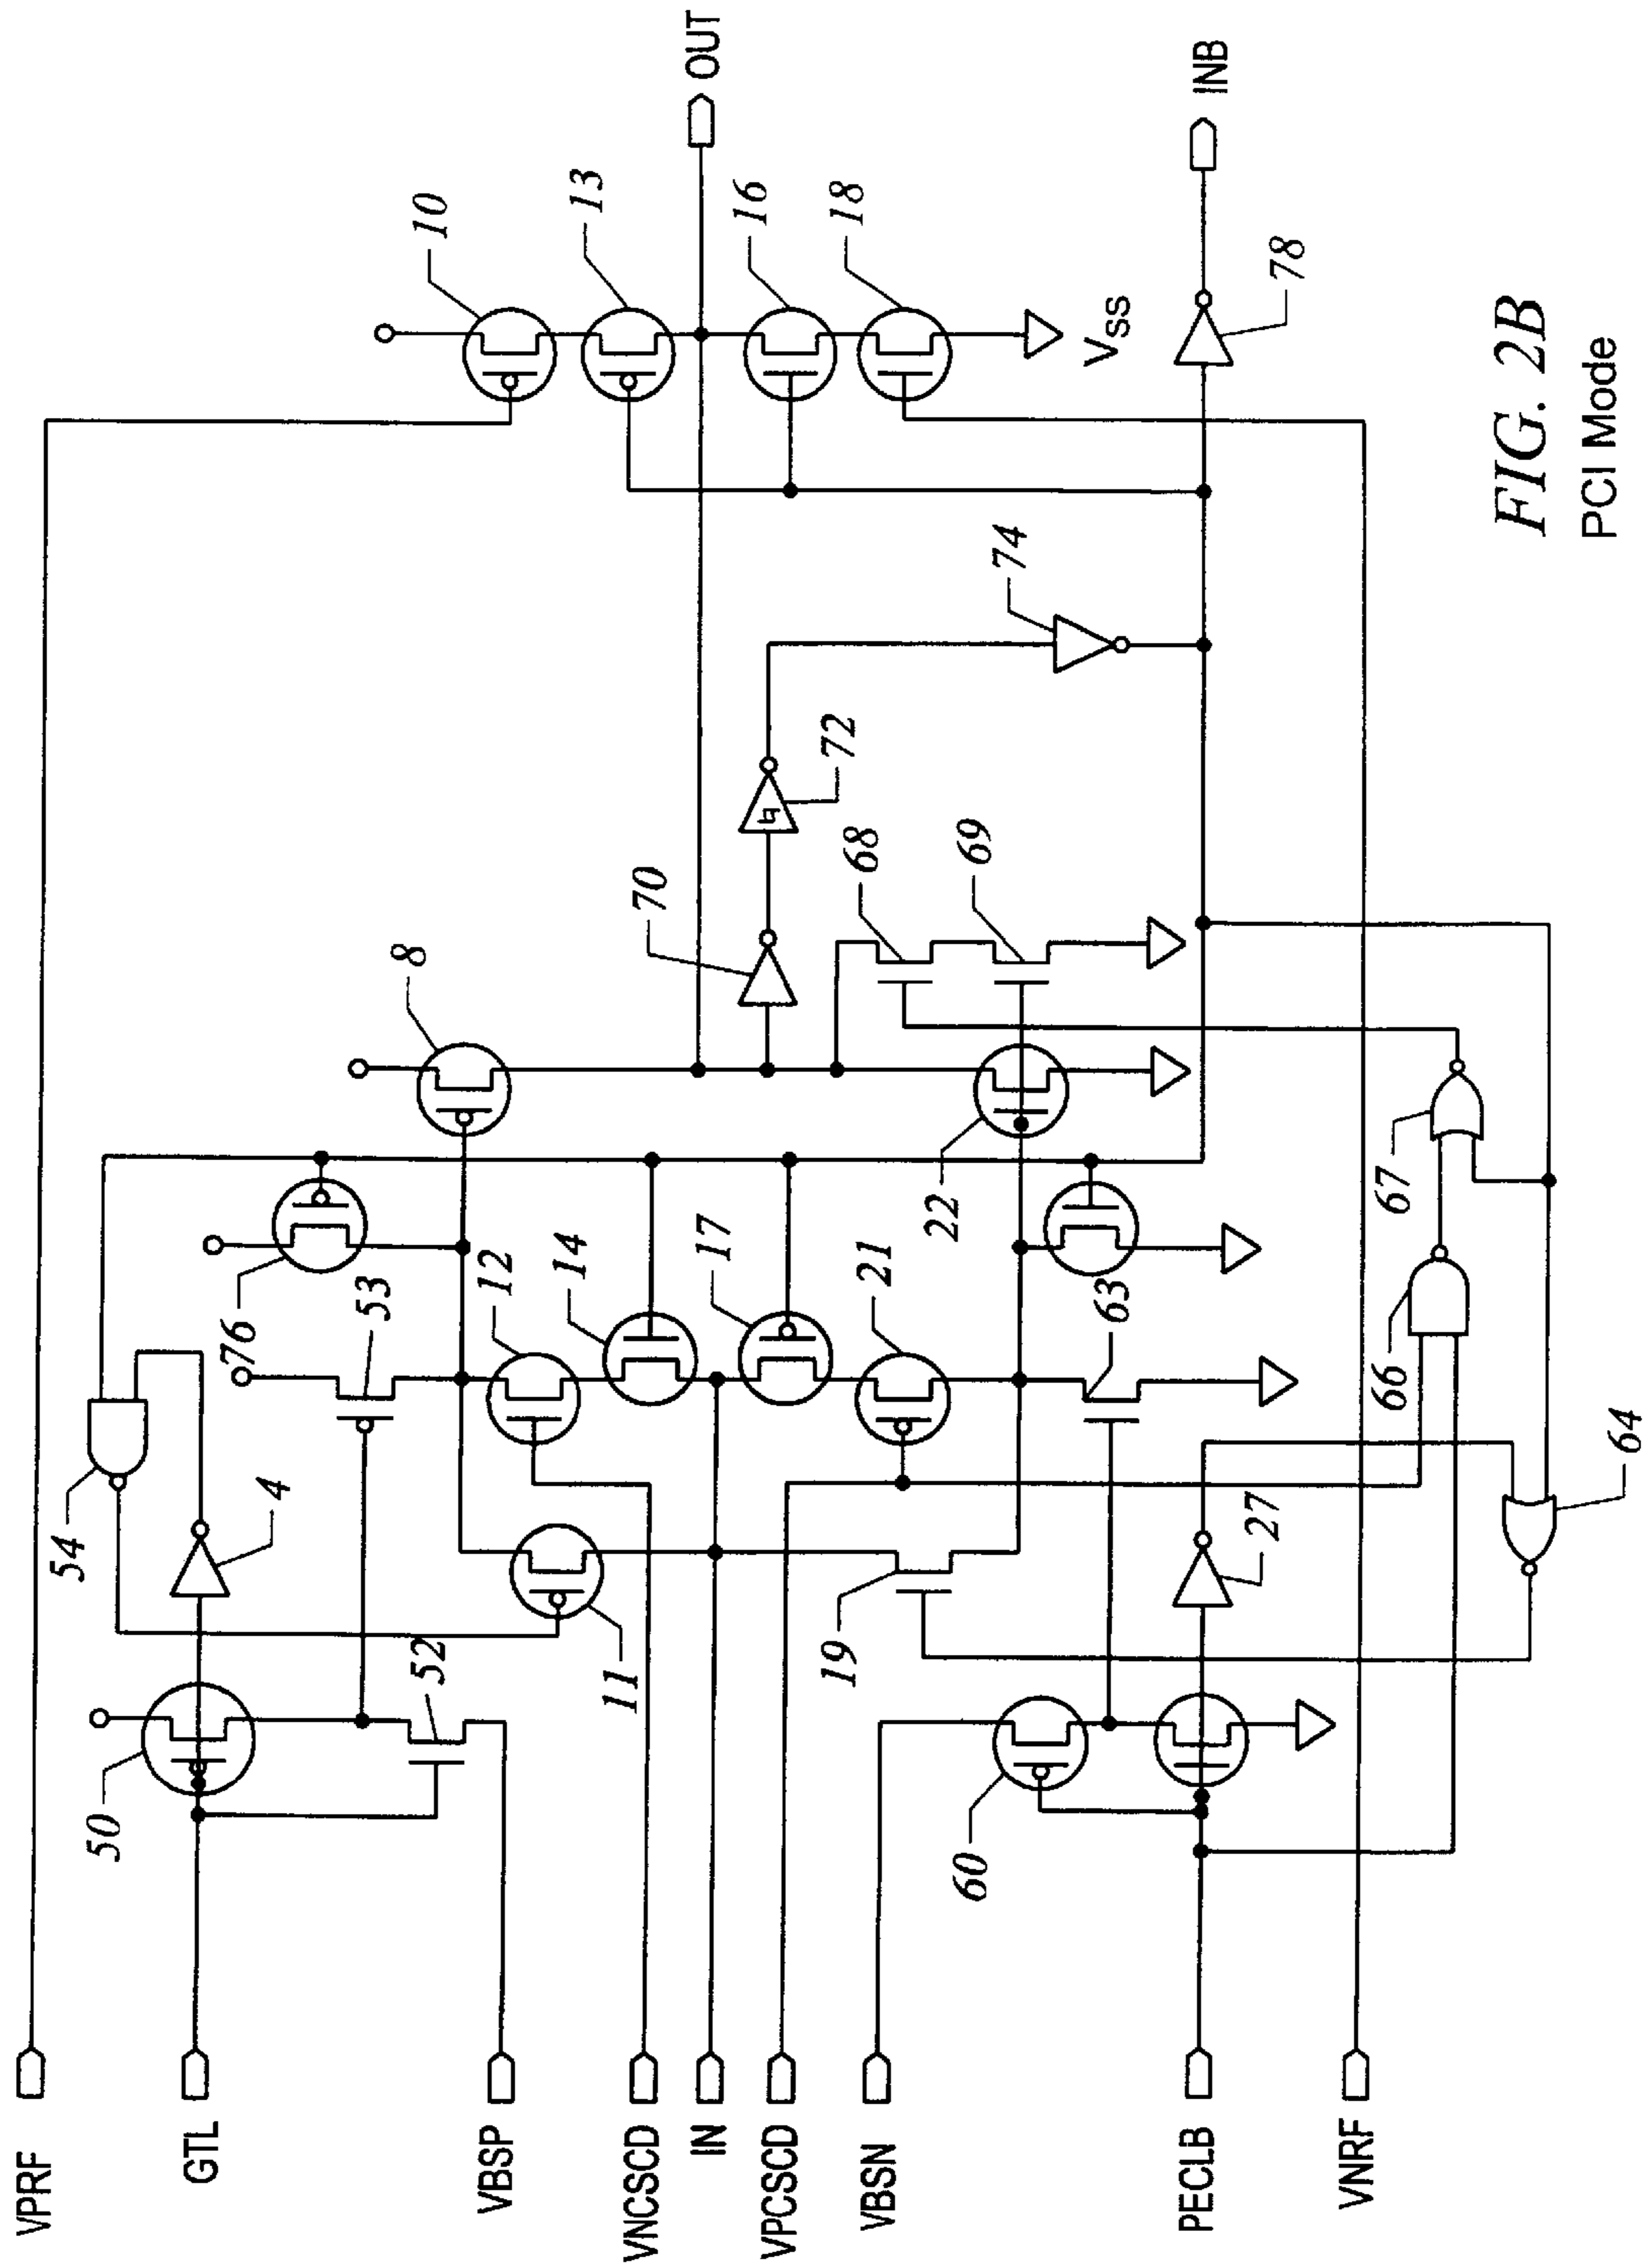 VPRF
GTL
VBSP
VNCSCD
IN
VPCSCD
VBSN
PECLB
VNRF
50
52
54
4
11
53
76
12
14
17
21
19
60
63
27
64
66
67
22
8
70
68
69
72
74
10
13
16
18
VSS
78
OUT
INB
FIG. 2B
PCI Mode